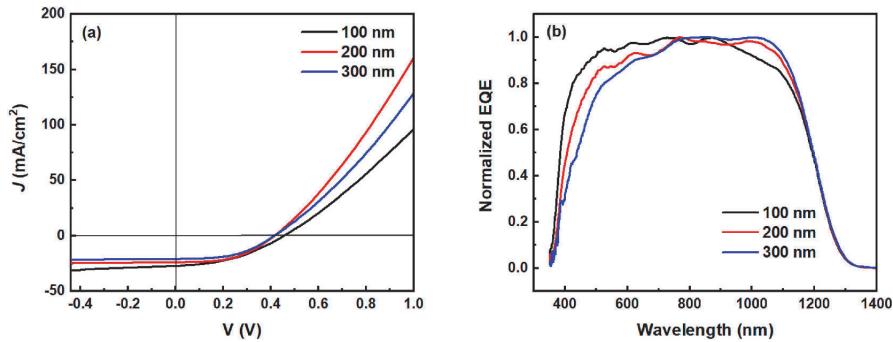 (a)
100 nm
200 nm
300 nm
J (mA/cm²)
200
150
100
50
0
-50
-0.4 -0.2 0.0 0.2 0.4 0.6 0.8 1.0
V (V)
(b)
100 nm
200 nm
300 nm
Normalized EQE
1.0
0.8
0.6
0.4
0.2
0.0
400 600 800 1000 1200 1400
Wavelength (nm)